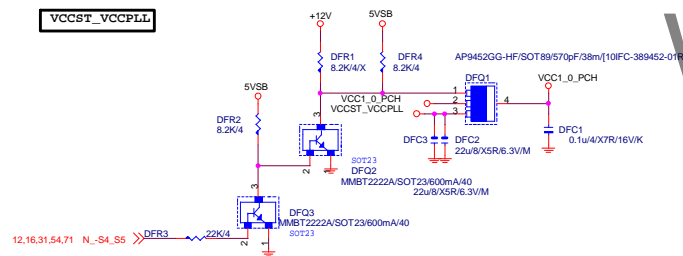 VCCST_VCCPLL
+12V
5VSB
DFR1
8.2K/4/X
DFR4
8.2K/4
AP9452GG-HF/SOT89/570pF/38m/[10IFC-389452-01R
DFQ1
VCC1_0_PCH
5VSB
VCC1_0_PCH
VCCST_VCCPLL
1
2
3
4
DFR2
8.2K/4
3
DFC3
DFC2
22u/8/X5R/6.3V/M
22u/8/X5R/6.3V/M
DFC1
0.1u/4/X7R/16V/K
SOT23
2
1
DFQ2
MMBT2222A/SOT23/600mA/40
3
DFQ3
MMBT2222A/SOT23/600mA/40
SOT23
2
1
12,16,31,54,71 N_-S4_S5
DFR3
22K/4